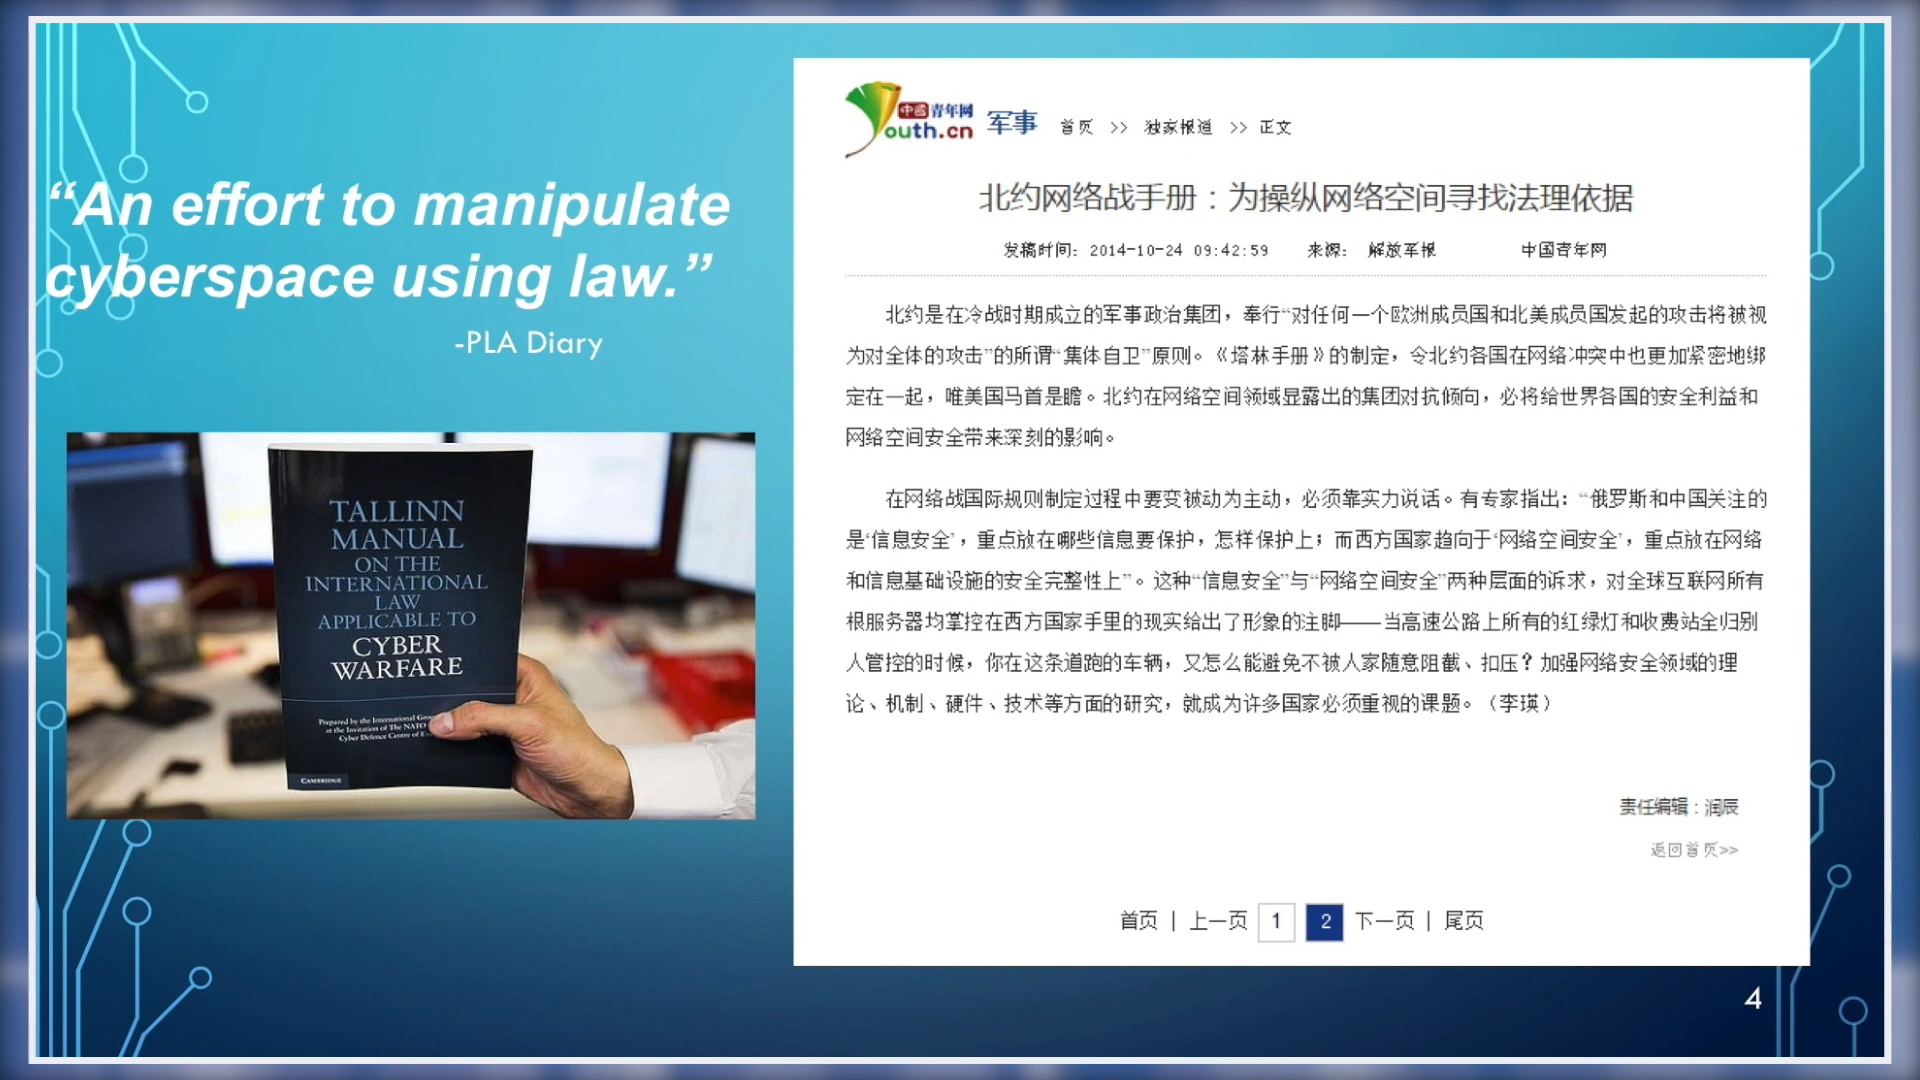 “An effort to manipulate
cyberspace using law.”
-PLA Diary
TALLINN
MANUAL
ON THE
INTERNATIONAL
LAW
APPLICABLE TO
CYBER
WARFARE
Prepared by the International
at the Invitation of The NATO
Cyber Defence Centre of
CAMBRIDGE
中国青年网
Youth.cn
军事
首页 >> 独家报道 >> 正文
北约网络战手册：为操纵网络空间寻找法理依据
发稿时间：2014-10-24 09:42:59 来源： 解放军报 中国青年网
北约是在冷战时期成立的军事政治集团，奉行“对任何一个欧洲成员国和北美成员国发起的攻击将被视
为对全体的攻击”的所谓“集体自卫”原则。《塔林手册》的制定，令北约各国在网络冲突中也更加紧密地绑
定在一起，唯美国马首是瞻。北约在网络空间领域显露出的集团对抗倾向，必将给世界各国的安全利益和
网络空间安全带来深刻的影响。
在网络战国际规则制定过程中要变被动为主动，必须靠实力说话。有专家指出：“俄罗斯和中国关注的
是‘信息安全’，重点放在哪些信息要保护，怎样保护上；而西方国家趋向于‘网络空间安全’，重点放在网络
和信息基础设施的安全完整性上”。这种“信息安全”与“网络空间安全”两种层面的诉求，对全球互联网所有
根服务器均掌控在西方国家手里的现实给出了形象的注脚——当高速公路上所有的红绿灯和收费站全归别
人管控的时候，你在这条道跑的车辆，又怎么能避免不被人家随意阻截、扣压？加强网络安全领域的理
论、机制、硬件、技术等方面的研究，就成为许多国家必须重视的课题。（李瑛）
责任编辑：润辰
返回首页>>
首页 | 上一页 1 2 下一页 | 尾页
4